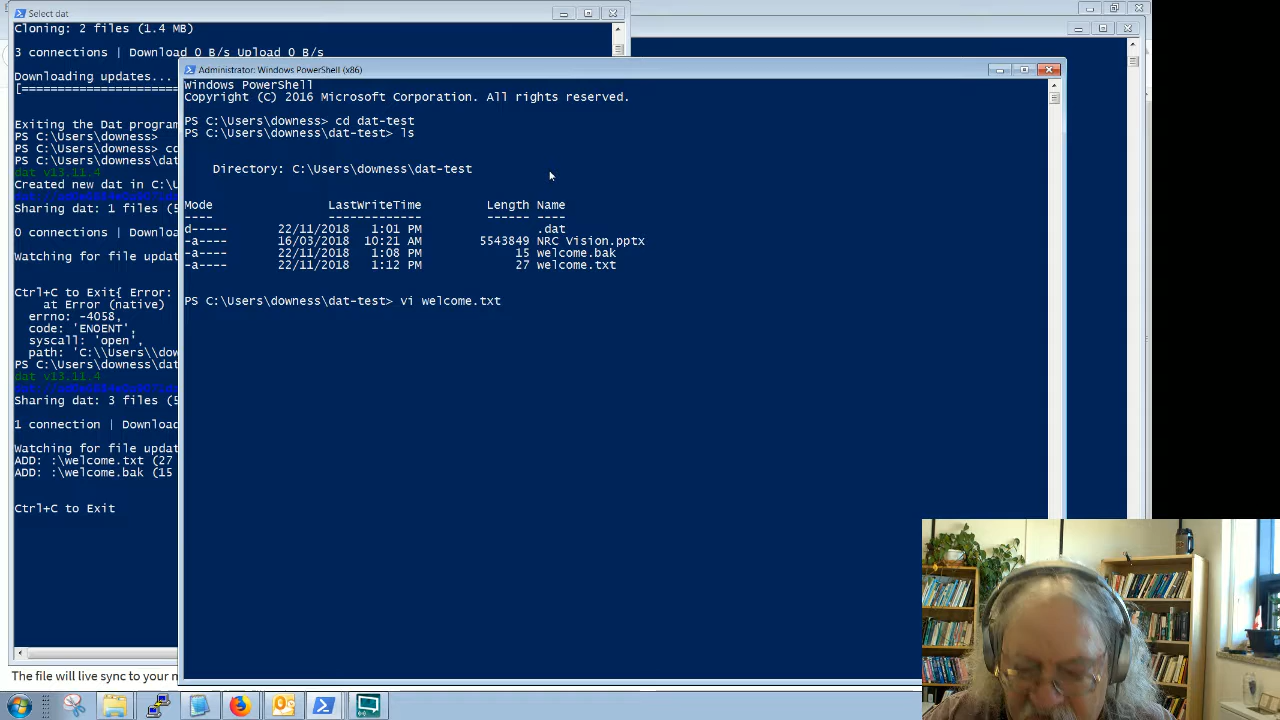 Select dat
Cloning: 2 files (1.4 MB)
3 connections | Download 0 B/s Upload 0 B/s
Downloading updates...
[======================
Exiting the Dat program
PS C:\Users\downess>
PS C:\Users\downess> cd
PS C:\Users\downess\dat
dat v13.11.4
Created new dat in C:\U
Sharing dat: 1 files (5
0 connections | Downloa
Watching for file updat
Ctrl+C to Exit{ Error:
at Error (native)
errno: -4058,
code: 'ENOENT',
syscall: 'open',
path: 'C:\\Users\\dow
PS C:\Users\downess\dat
dat v13.11.4
Sharing dat: 3 files (5
1 connection | Download
Watching for file updat
ADD: :\welcome.txt (27
ADD: :\welcome.bak (15
Ctrl+C to Exit
The file will live sync to your
Administrator: Windows PowerShell (x86)
Windows PowerShell
Copyright (C) 2016 Microsoft Corporation. All rights reserved.
PS C:\Users\downess> cd dat-test
PS C:\Users\downess\dat-test> ls
Directory: C:\Users\downess\dat-test
Mode LastWriteTime Length Name
---- ------------- ------ ----
d----- 22/11/2018 1:01 PM .dat
-a---- 16/03/2018 10:21 AM 5543849 NRC Vision.pptx
-a---- 22/11/2018 1:08 PM 15 welcome.bak
-a---- 22/11/2018 1:12 PM 27 welcome.txt
PS C:\Users\downess\dat-test> vi welcome.txt